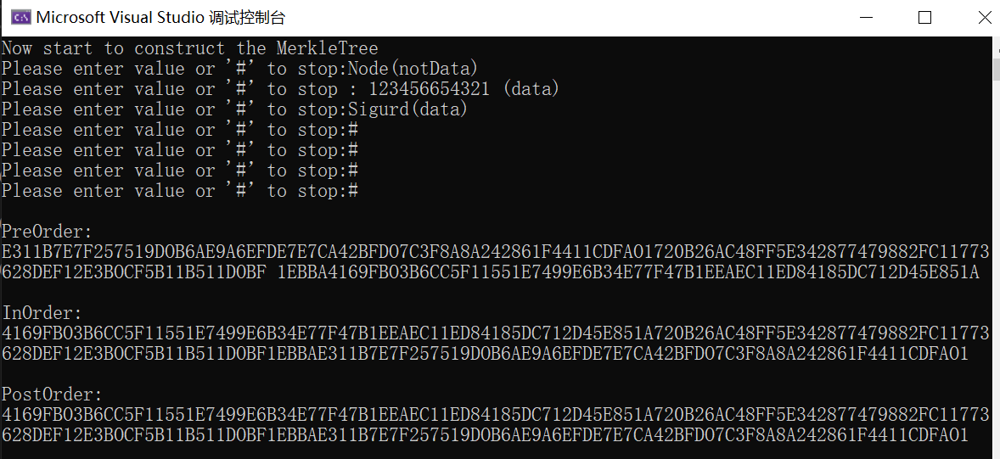 Microsoft Visual Studio 调试控制台
Now start to construct the MerkleTree
Please enter value or '#' to stop:Node(notData)
Please enter value or '#' to stop : 123456654321 (data)
Please enter value or '#' to stop:Sigurd(data)
Please enter value or '#' to stop:#
Please enter value or '#' to stop:#
Please enter value or '#' to stop:#
Please enter value or '#' to stop:#
PreOrder:
E311B7E7F257519D0B6AE9A6EFDE7E7CA42BFD07C3F8A8A242861F4411CDFA01720B26AC48FF5E342877479882FC11773
628DEF12E3B0CF5B11B511D0BF 1EBBA4169FB03B6CC5F11551E7499E6B34E77F47B1EEAEC11ED84185DC712D45E851A
InOrder:
4169FB03B6CC5F11551E7499E6B34E77F47B1EEAEC11ED84185DC712D45E851A720B26AC48FF5E342877479882FC11773
628DEF12E3B0CF5B11B511D0BF1EBBAE311B7E7F257519D0B6AE9A6EFDE7E7CA42BFD07C3F8A8A242861F4411CDFA01
PostOrder:
4169FB03B6CC5F11551E7499E6B34E77F47B1EEAEC11ED84185DC712D45E851A720B26AC48FF5E342877479882FC11773
628DEF12E3B0CF5B11B511D0BF1EBBAE311B7E7F257519D0B6AE9A6EFDE7E7CA42BFD07C3F8A8A242861F4411CDFA01